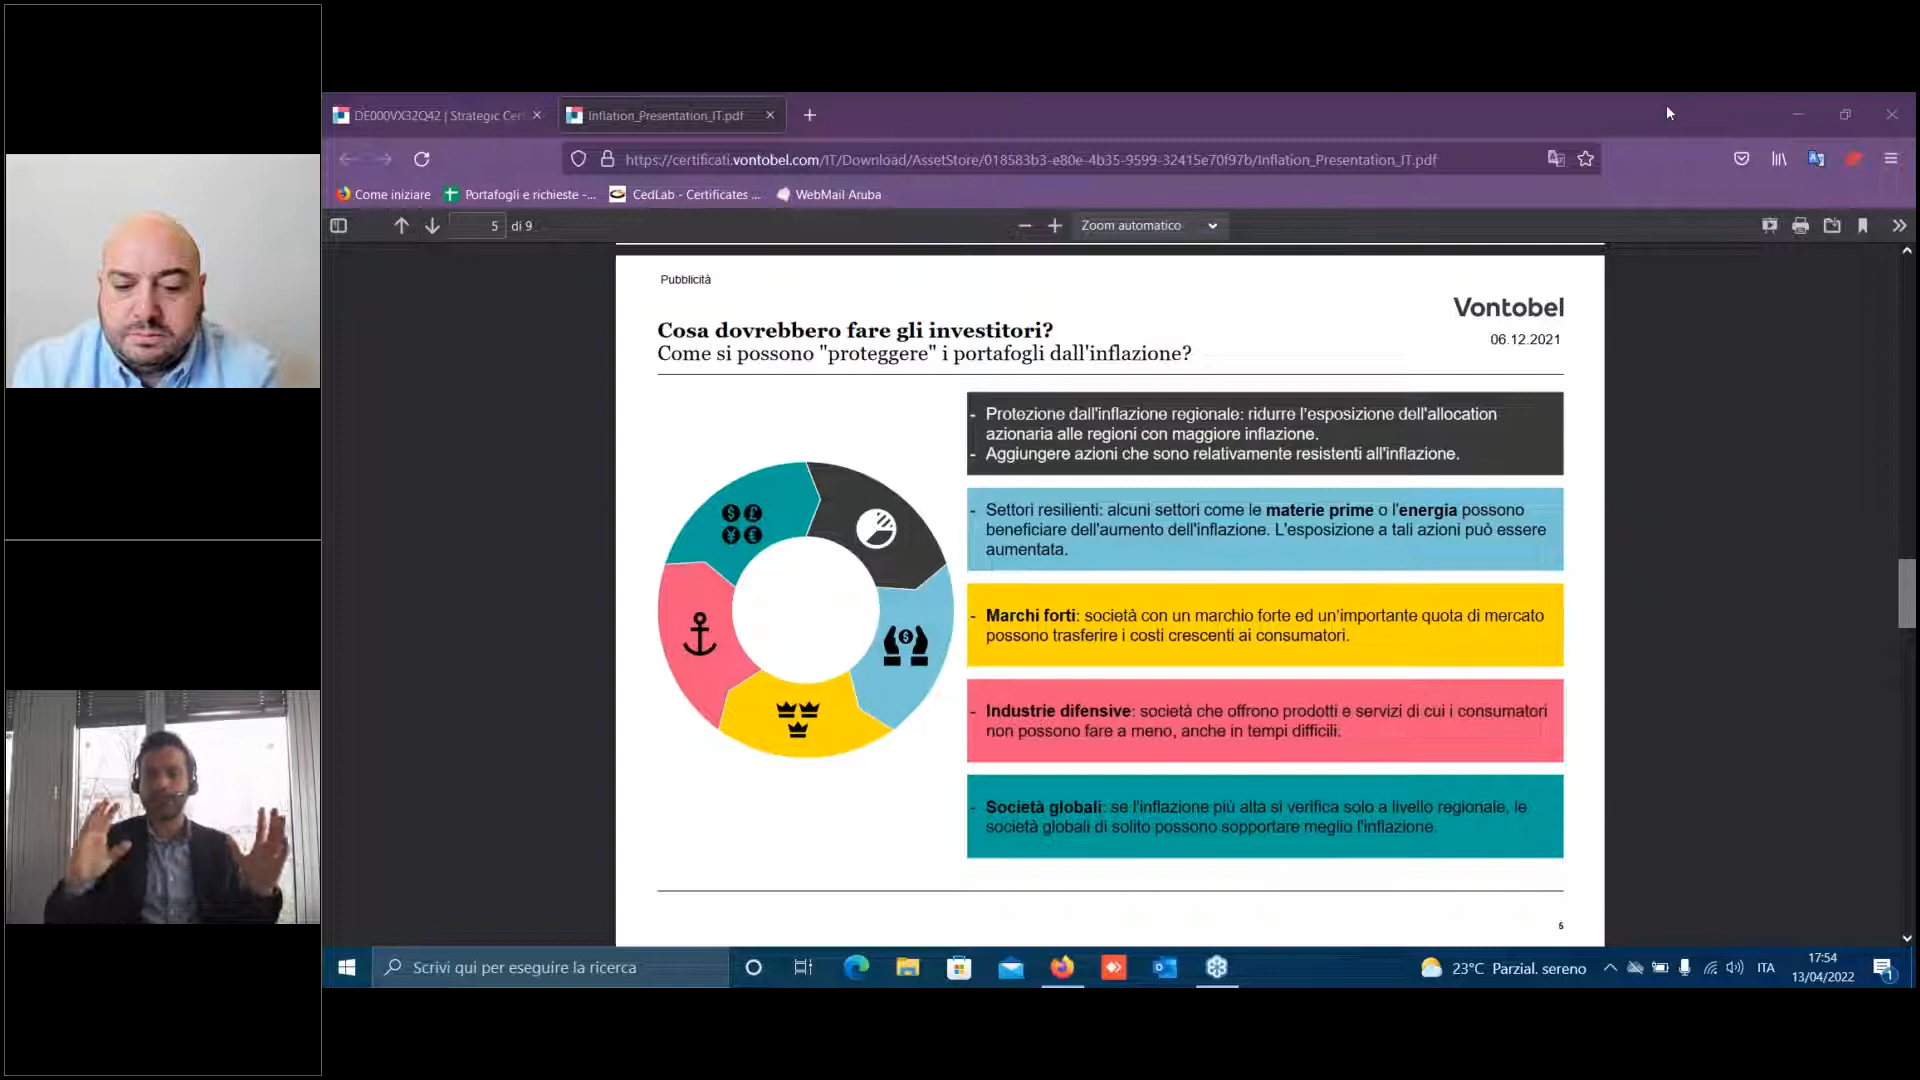 DE000VX32Q42 | Strategic Cer
Inflation_Presentation_IT.pdf
https://certificati.vontobel.com/IT/Download/AssetStore/018583b3-e80e-4b35-9599-32415e70f97b/Inflation_Presentation_IT.pdf
Come iniziare
Portafogli e richieste -...
CedLab - Certificates ...
WebMail Aruba
5 di 9
Zoom automatico
Pubblicità
Vontobel
06.12.2021
Cosa dovrebbero fare gli investitori?
Come si possono "proteggere" i portafogli dall'inflazione?
- Protezione dall'inflazione regionale: ridurre l'esposizione dell'allocation
azionaria alle regioni con maggiore inflazione.
- Aggiungere azioni che sono relativamente resistenti all'inflazione.
- Settori resilienti: alcuni settori come le materie prime o l'energia possono
beneficiare dell'aumento dell'inflazione. L'esposizione a tali azioni può essere
aumentata.
- Marchi forti: società con un marchio forte ed un'importante quota di mercato
possono trasferire i costi crescenti ai consumatori.
- Industrie difensive: società che offrono prodotti e servizi di cui i consumatori
non possono fare a meno, anche in tempi difficili.
- Società globali: se l'inflazione più alta si verifica solo a livello regionale, le
società globali di solito possono sopportare meglio l'inflazione.
5
Scrivi qui per eseguire la ricerca
23°C Parzial. sereno
ITA
17:54
13/04/2022
1